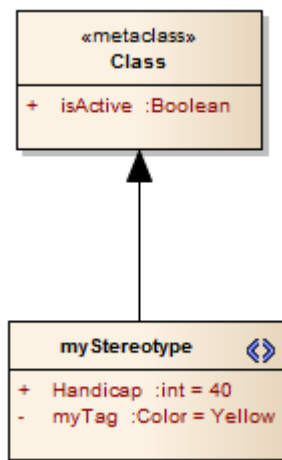 «metaclass»
Class
+ isActive :Boolean
myStereotype
+ Handicap :int = 40
- myTag :Color = Yellow